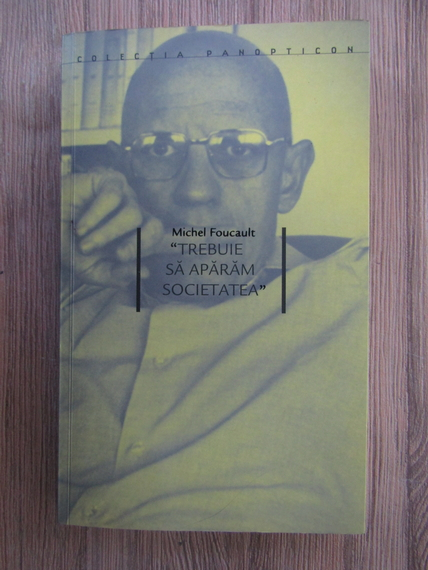 COLECȚIA PANOPTICON
Michel Foucault
“TREBUIE
SĂ APĂRĂM
SOCIETATEA”